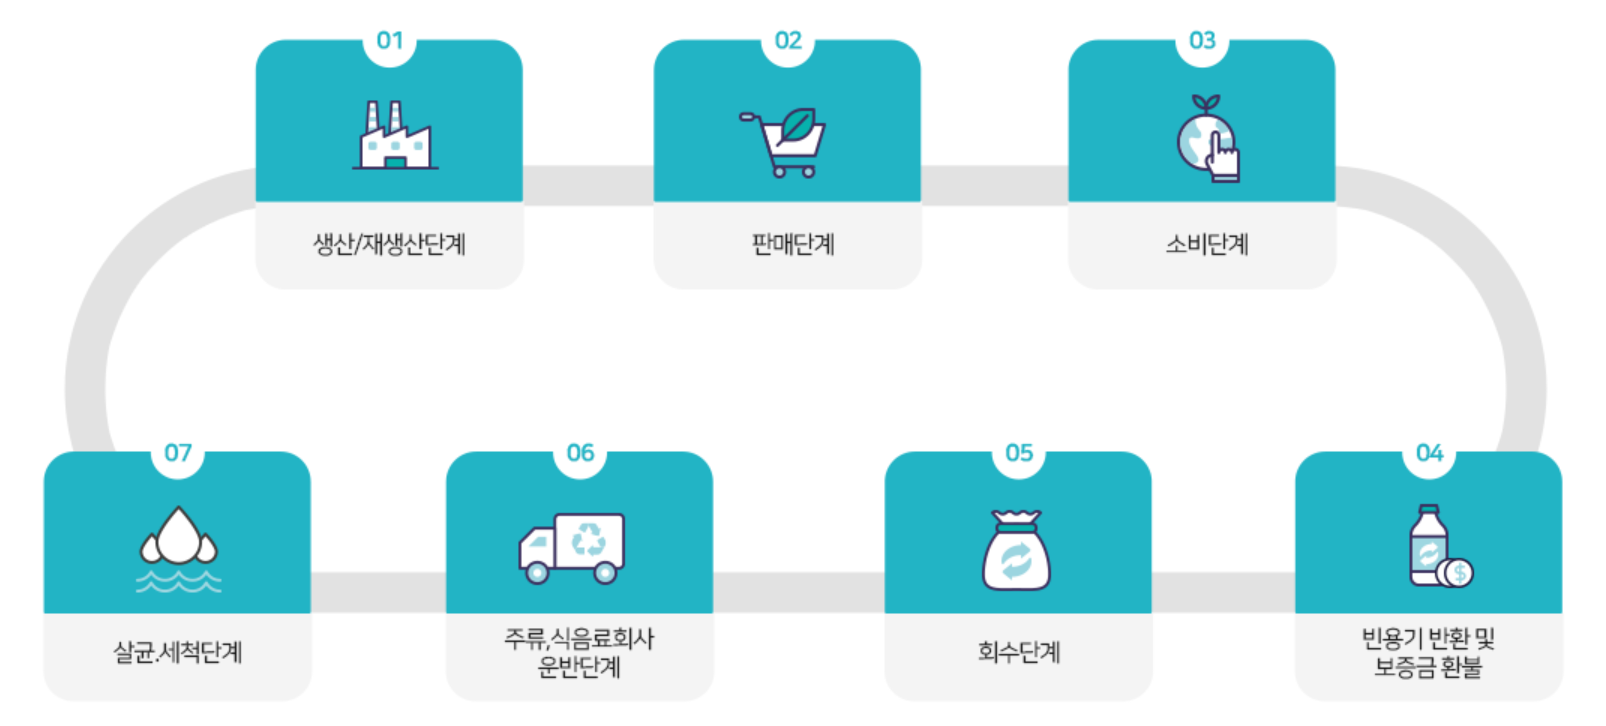 01
생산/재생산단계
02
판매단계
03
소비단계
04
빈용기 반환 및
보증금 환불
$
05
회수단계
06
주류,식음료회사
운반단계
07
살균.세척단계